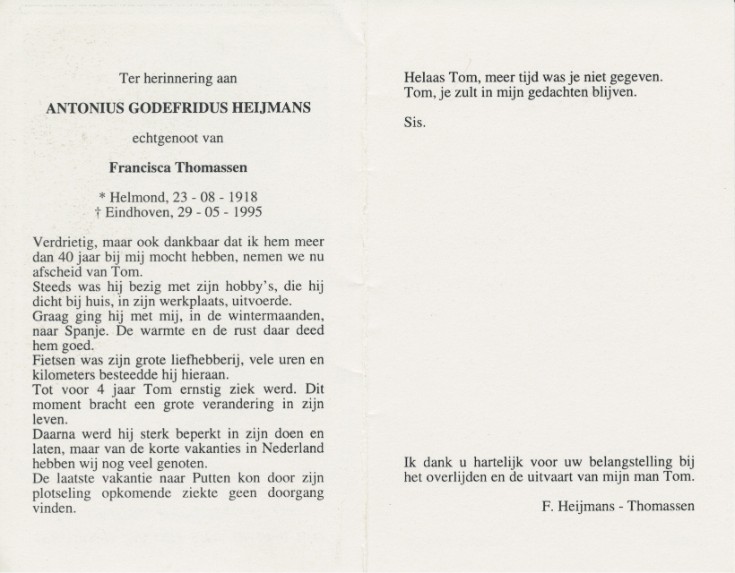 Ter herinnering aan
ANTONIUS GODEFRIDUS HEIJMANS
echtgenoot van
Francisca Thomassen
* Helmond, 23 - 08 - 1918
† Eindhoven, 29 - 05 - 1995
Verdrietig, maar ook dankbaar dat ik hem meer
dan 40 jaar bij mij mocht hebben, nemen we nu
afscheid van Tom.
Steeds was hij bezig met zijn hobby's, die hij
dicht bij huis, in zijn werkplaats, uitvoerde.
Graag ging hij met mij, in de wintermaanden,
naar Spanje. De warmte en de rust daar deed
hem goed.
Fietsen was zijn grote liefhebberij, vele uren en
kilometers besteedde hij hieraan.
Tot voor 4 jaar Tom ernstig ziek werd. Dit
moment bracht een grote verandering in zijn
leven.
Daarna werd hij sterk beperkt in zijn doen en
laten, maar van de korte vakanties in Nederland
hebben wij nog veel genoten.
De laatste vakantie naar Putten kon door zijn
plotseling opkomende ziekte geen doorgang
vinden.
Helaas Tom, meer tijd was je niet gegeven.
Tom, je zult in mijn gedachten blijven.
Sis.
Ik dank u hartelijk voor uw belangstelling bij
het overlijden en de uitvaart van mijn man Tom.
F. Heijmans - Thomassen